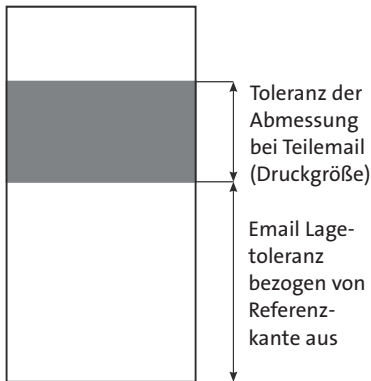 Toleranz der
Abmessung
bei Teilemail
(Druckgröße)
Email Lage-
toleranz
bezogen von
Referenz-
kante aus